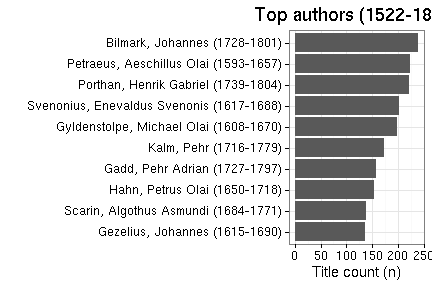 Top authors (1522-18
Bilmark, Johannes (1728-1801)
Petraeus, Aeschillus Olai (1593-1657)
Porthan, Henrik Gabriel (1739-1804)
Svenonius, Enevaldus Svenonis (1617-1688)
Gyldenstolpe, Michael Olai (1608-1670)
Kalm, Pehr (1716-1779)
Gadd, Pehr Adrian (1727-1797)
Hahn, Petrus Olai (1650-1718)
Scarin, Algothus Asmundi (1684-1771)
Gezelius, Johannes (1615-1690)
0 50 100 150 200 250
Title count (n)